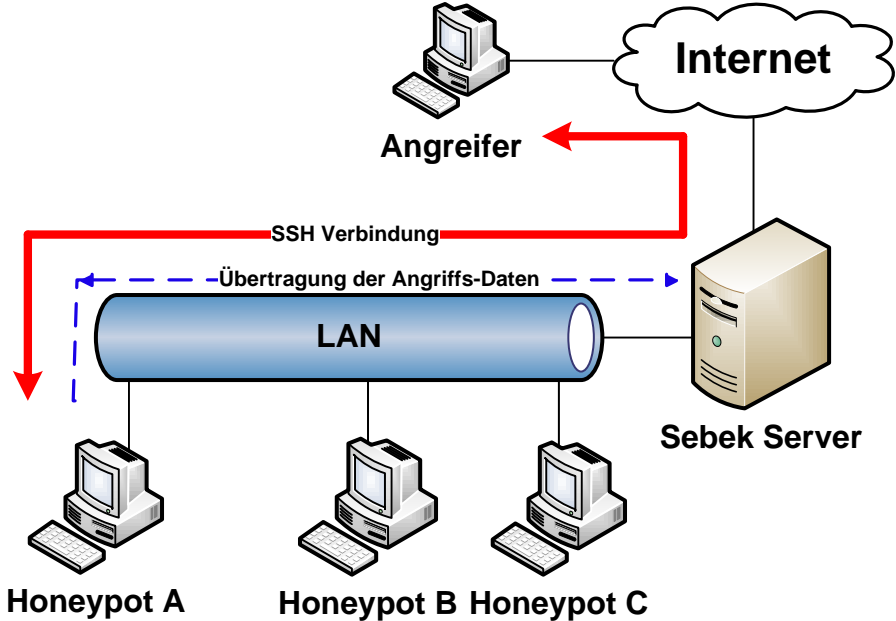 Internet
Angreifer
SSH Verbindung
Übertragung der Angriffs-Daten
LAN
Sebek Server
Honeypot A
Honeypot B
Honeypot C